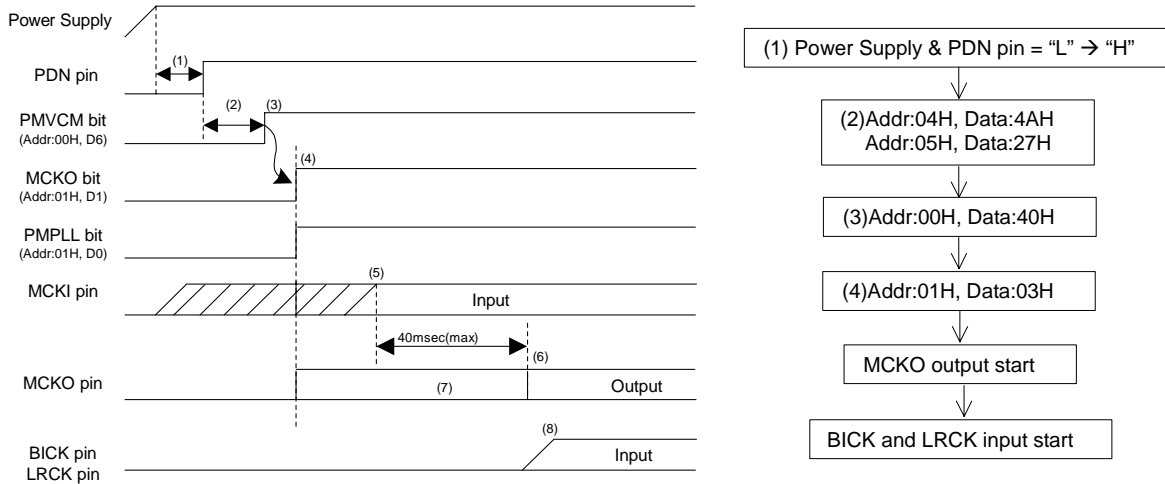 Power Supply
(1)
PDN pin
(2)
(3)
PMVCM bit
(Addr:00H, D6)
(4)
MCKO bit
(Addr:01H, D1)
PMPLL bit
(Addr:01H, D0)
(5)
MCKI pin
Input
40msec(max)
(6)
MCKO pin
(7)
Output
(8)
BICK pin
LRCK pin
Input
(1) Power Supply & PDN pin = “L” → “H”
(2)Addr:04H, Data:4AH
Addr:05H, Data:27H
(3)Addr:00H, Data:40H
(4)Addr:01H, Data:03H
MCKO output start
BICK and LRCK input start